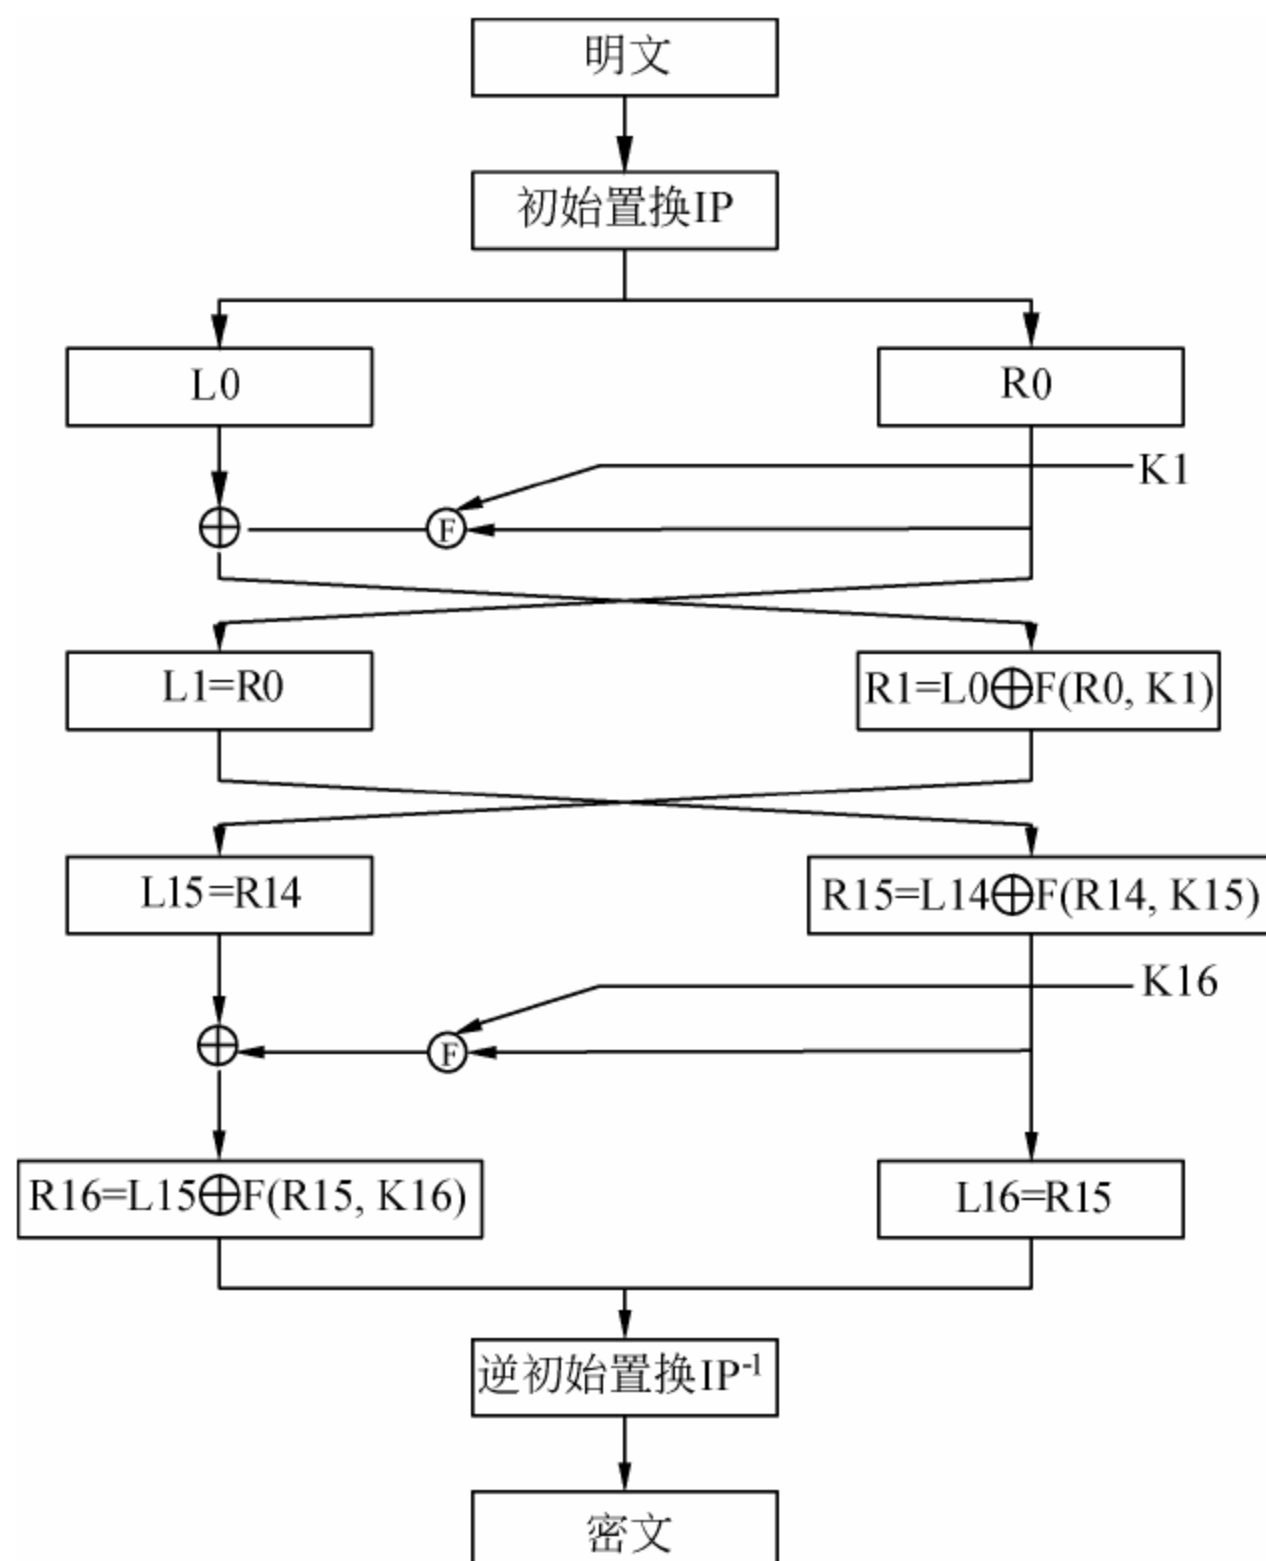 明文
初始置换IP
L0
R0
K1
F
L1=R0
R1=L0⊕F(R0, K1)
L15=R14
R15=L14⊕F(R14, K15)
K16
F
R16=L15⊕F(R15, K16)
L16=R15
逆初始置换IP⁻¹
密文